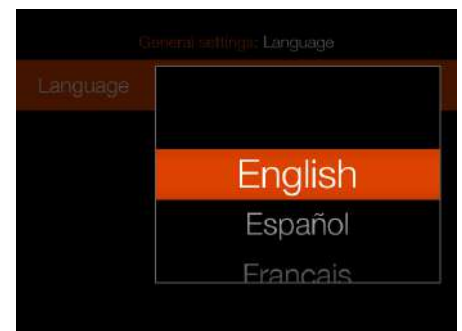 General settings: Language
Language
English
Español
Francais